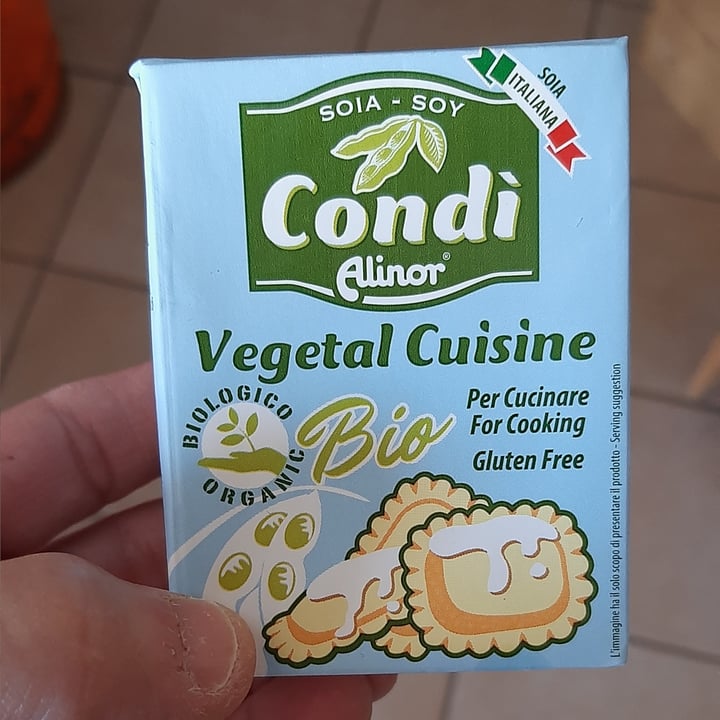 SOIA
ITALIANA
SOIA - SOY
Condì
Alinor®
Vegetal Cuisine
BIOLOGICO
ORGANIC
Bio
Per Cucinare
For Cooking
Gluten Free
L'immagine ha il solo scopo di presentare il prodotto - Serving suggestion